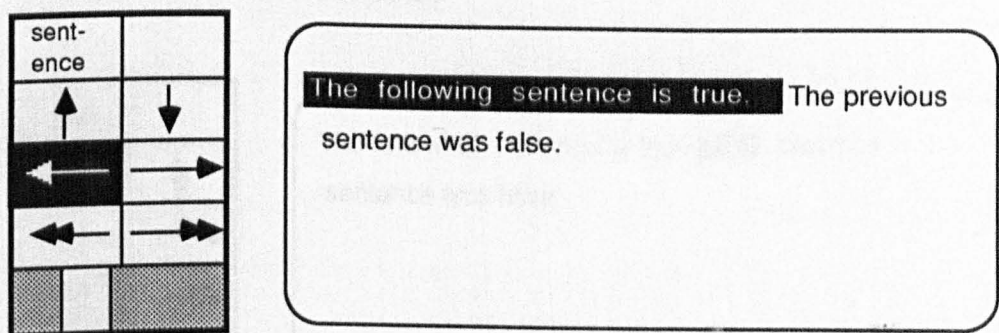 sent-
ence
The following sentence is true. The previous
sentence was false.